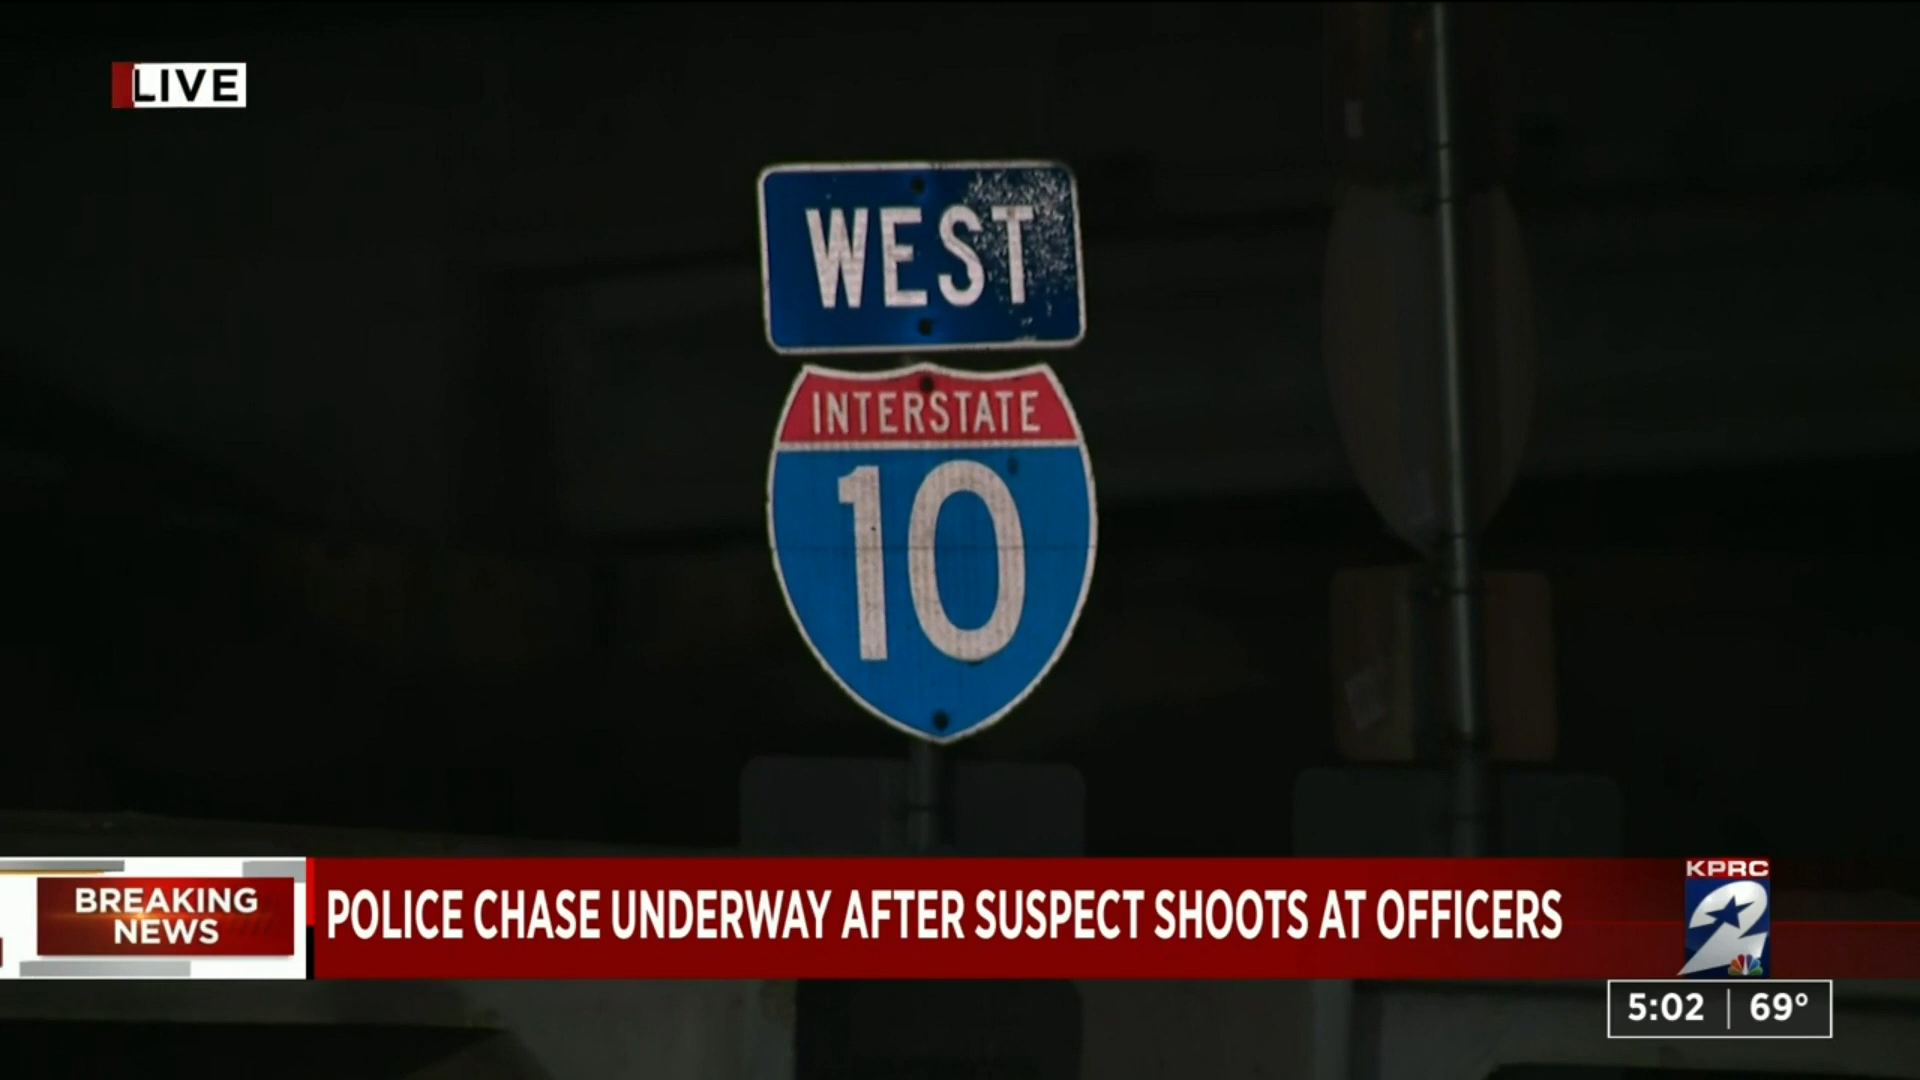 LIVE
WEST
INTERSTATE
10
BREAKING
NEWS
POLICE CHASE UNDERWAY AFTER SUSPECT SHOOTS AT OFFICERS
KPRC
2
5:02 | 69°